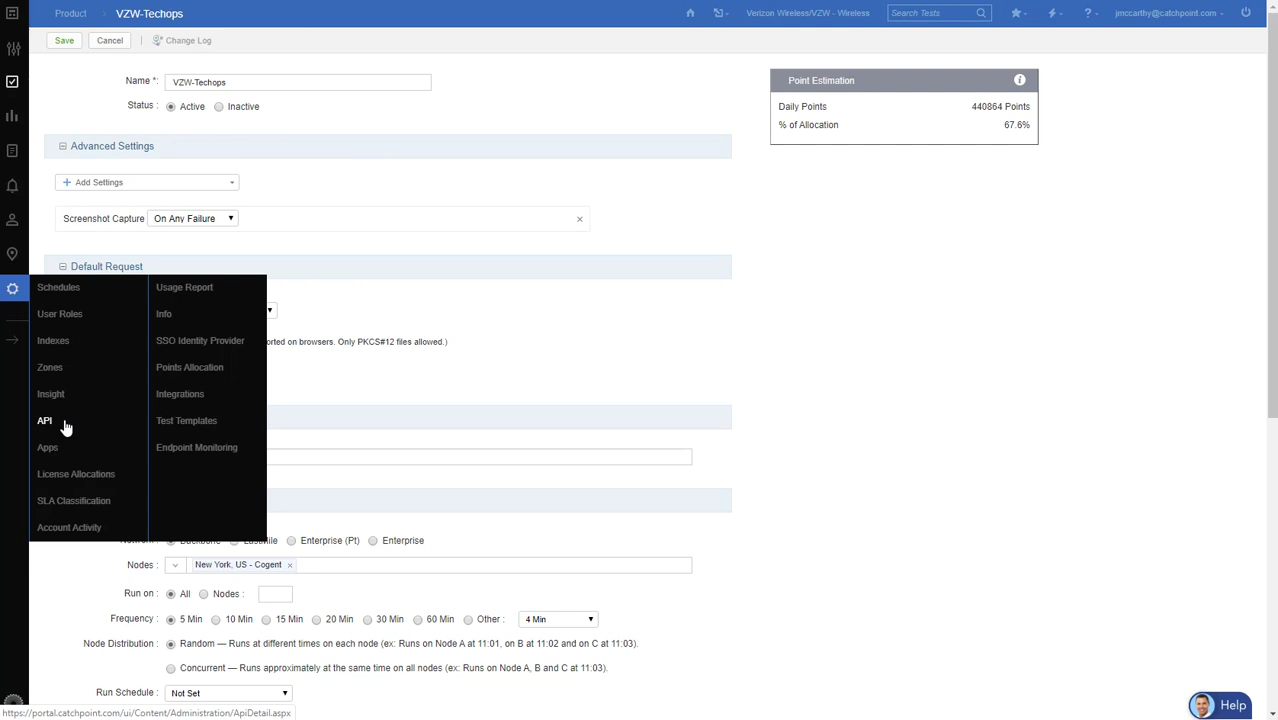 Product VZW-Techops Verizon Wireless/VZW - Wireless Search Tests jmccarthy@catchpoint.com
Save Cancel | Change Log
Name *: VZW-Techops
Status : Active Inactive
Point Estimation
Daily Points 440864 Points
% of Allocation 67.6%
Advanced Settings
Add Settings
Screenshot Capture On Any Failure
Default Request
Schedules Usage Report
User Roles Info
Indexes SSO Identity Provider
orted on browsers. Only PKCS#12 files allowed.)
Zones Points Allocation
Insight Integrations
API Test Templates
Apps Endpoint Monitoring
License Allocations
SLA Classification
Account Activity
Enterprise (Pt) Enterprise
Nodes : New York, US - Cogent
Run on : All Nodes :
Frequency : 5 Min 10 Min 15 Min 20 Min 30 Min 60 Min Other : 4 Min
Node Distribution : Random — Runs at different times on each node (ex: Runs on Node A at 11:01, on B at 11:02 and on C at 11:03).
Concurrent — Runs approximately at the same time on all nodes (ex: Runs on Node A, B and C at 11:03).
Run Schedule : Not Set
Help
https://portal.catchpoint.com/ui/Content/Administration/ApiDetail.aspx